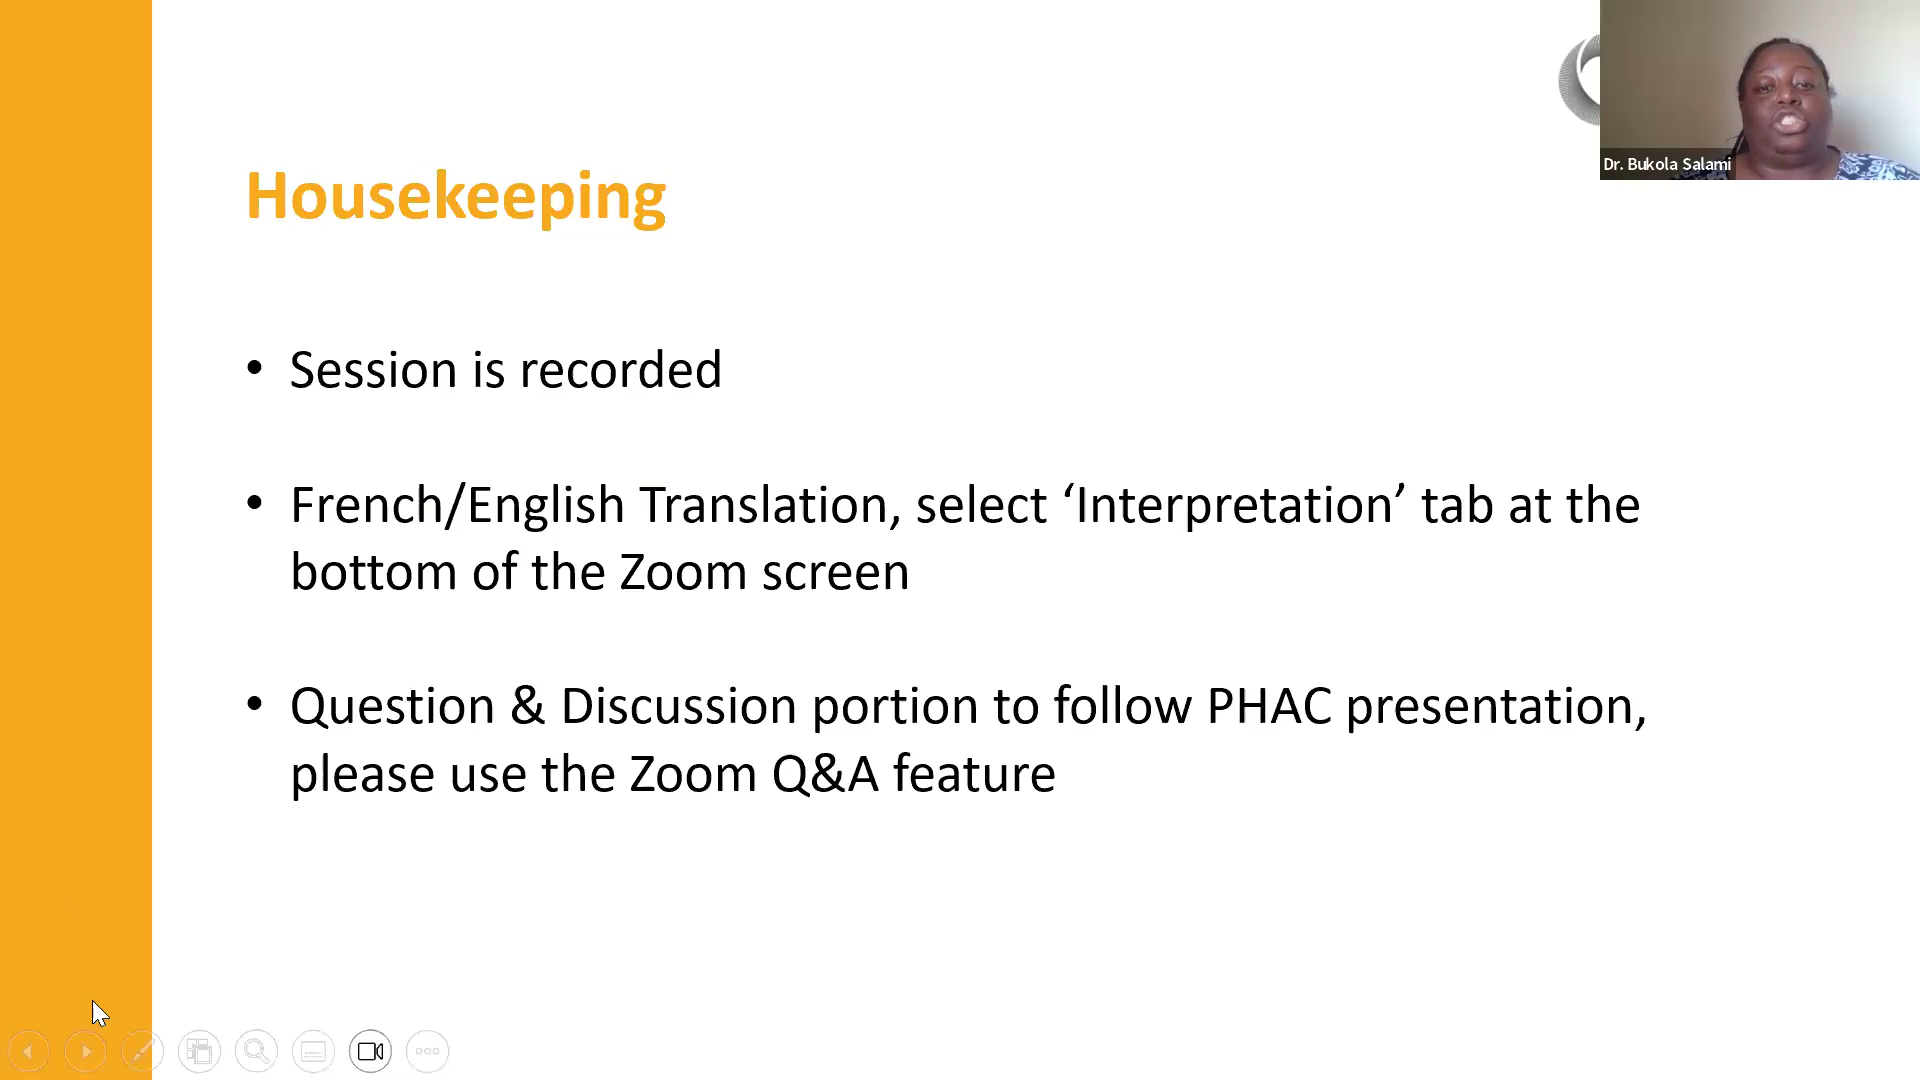 Dr. Bukola Salami
Housekeeping
• Session is recorded
• French/English Translation, select ‘Interpretation’ tab at the
bottom of the Zoom screen
• Question & Discussion portion to follow PHAC presentation,
please use the Zoom Q&A feature